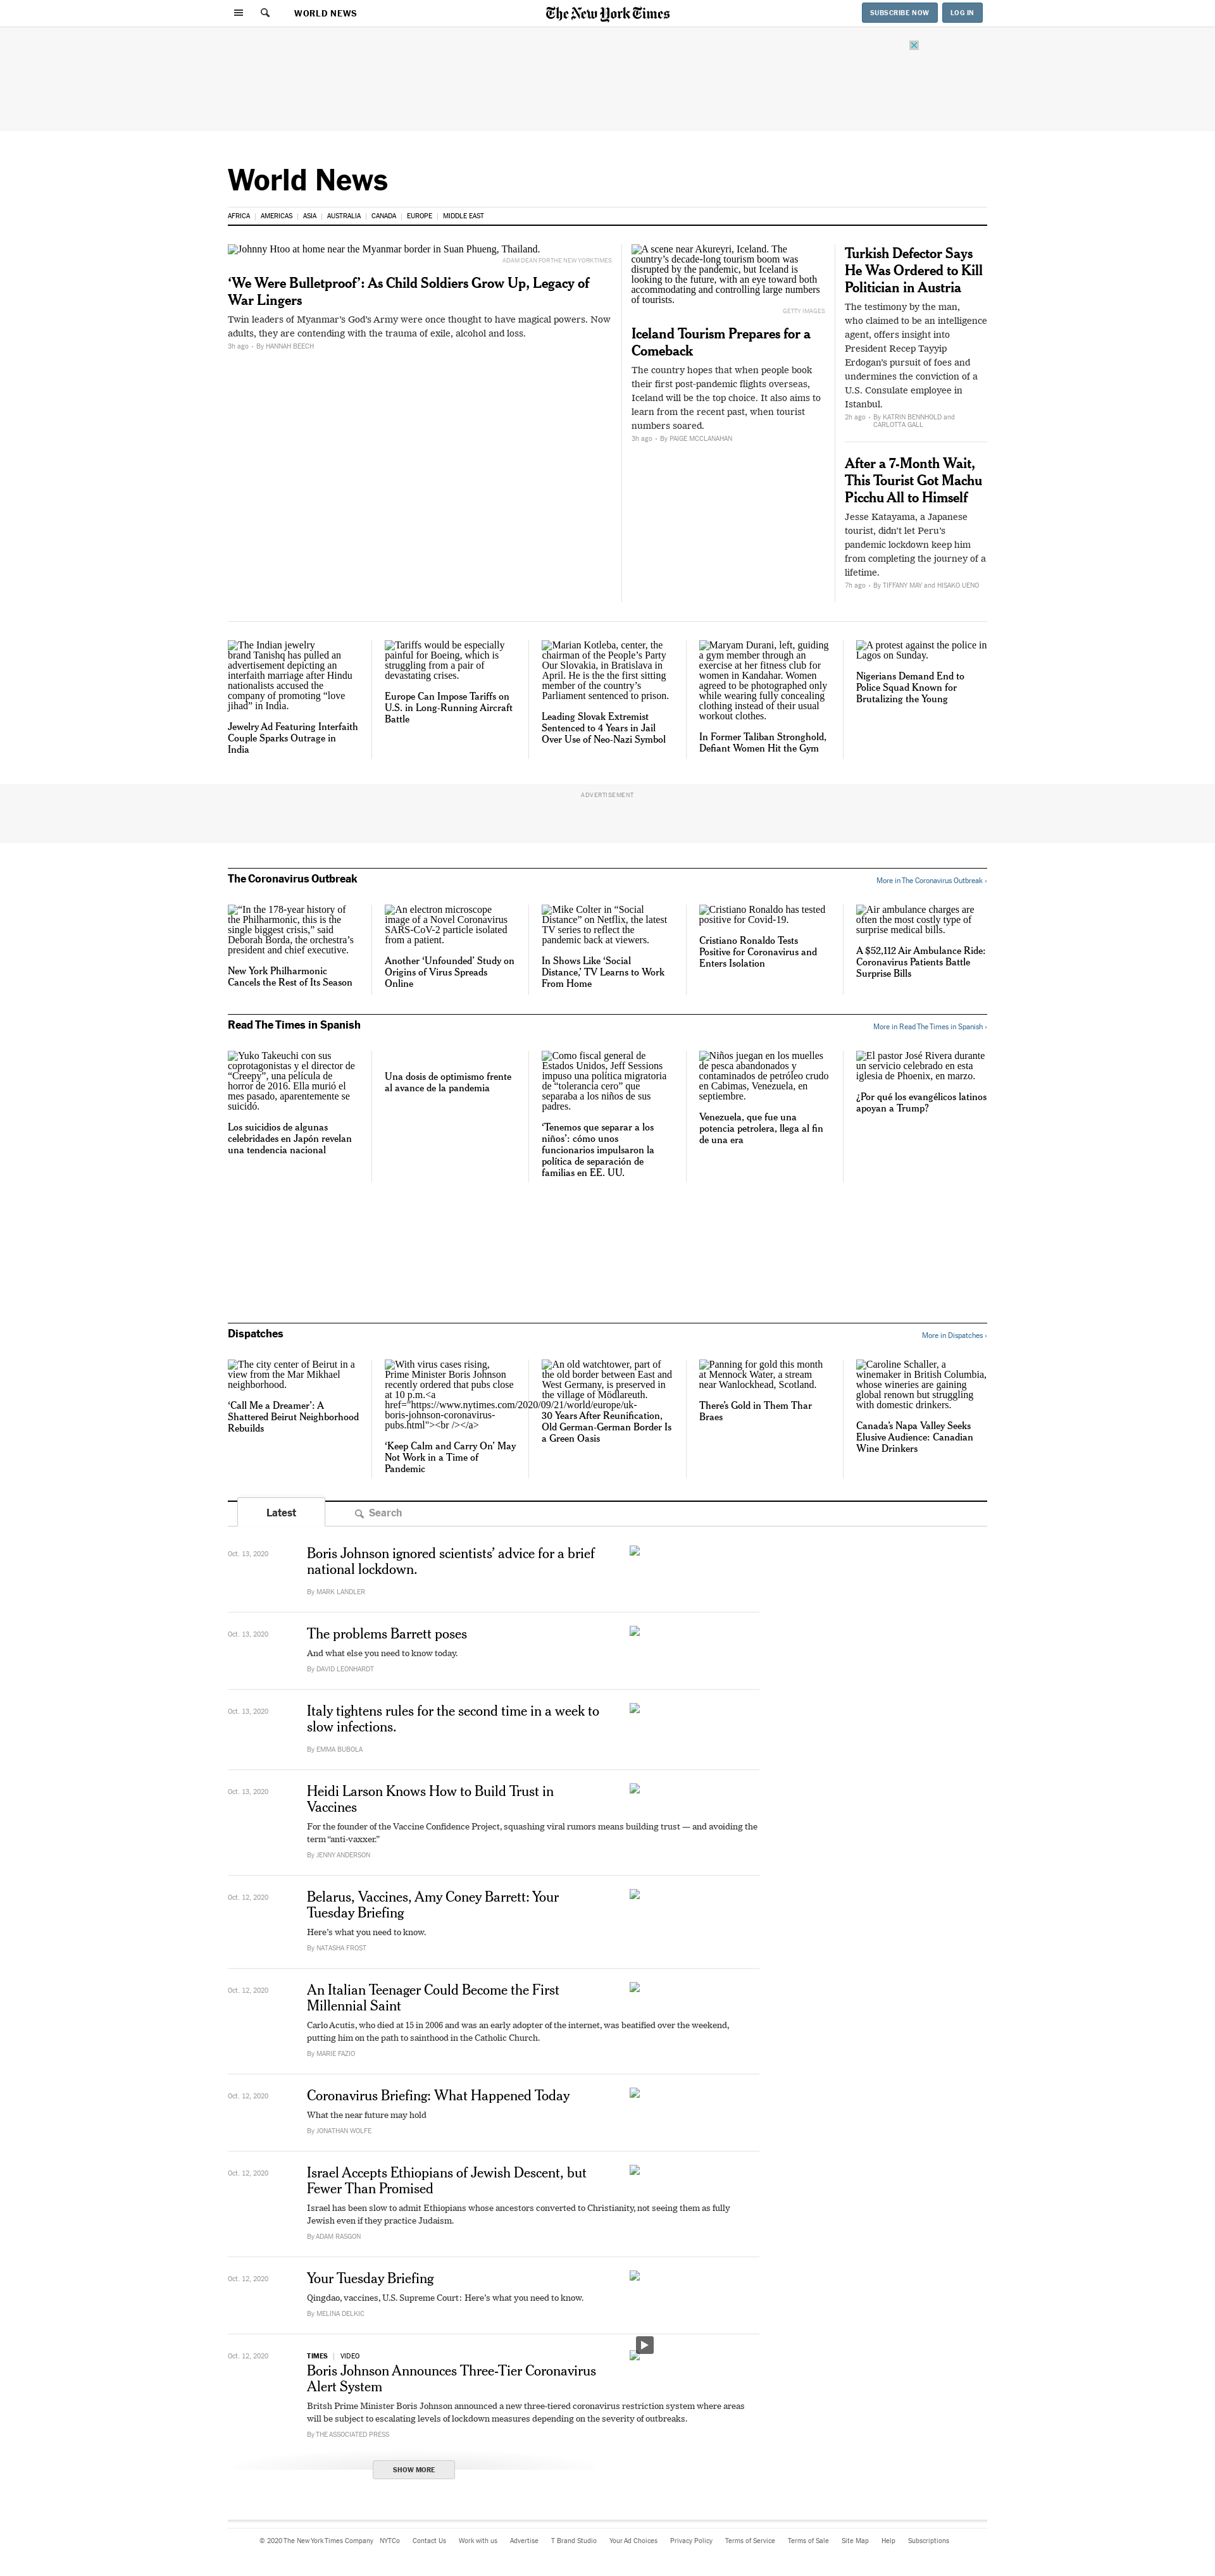 WORLD NEWS
The New York Times
SUBSCRIBE NOW
LOG IN
World News
AFRICA | AMERICAS | ASIA | AUSTRALIA | CANADA | EUROPE | MIDDLE EAST
Johnny Htoo at home near the Myanmar border in Suan Phueng, Thailand.
ADAM DEAN FOR THE NEW YORK TIMES
‘We Were Bulletproof’: As Child Soldiers Grow Up, Legacy of
War Lingers
Twin leaders of Myanmar’s God’s Army were once thought to have magical powers. Now
adults, they are contending with the trauma of exile, alcohol and loss.
3h ago • By HANNAH BEECH
A scene near Akureyri, Iceland. The
country’s decade-long tourism boom was
disrupted by the pandemic, but Iceland is
looking to the future, with an eye toward both
accommodating and controlling large numbers
of tourists.
GETTY IMAGES
Iceland Tourism Prepares for a
Comeback
The country hopes that when people book
their first post-pandemic flights overseas,
Iceland will be the top choice. It also aims to
learn from the recent past, when tourist
numbers soared.
3h ago • By PAIGE MCCLANAHAN
Turkish Defector Says
He Was Ordered to Kill
Politician in Austria
The testimony by the man,
who claimed to be an intelligence
agent, offers insight into
President Recep Tayyip
Erdogan’s pursuit of foes and
undermines the conviction of a
U.S. Consulate employee in
Istanbul.
2h ago • By KATRIN BENNHOLD and
CARLOTTA GALL
After a 7-Month Wait,
This Tourist Got Machu
Picchu All to Himself
Jesse Katayama, a Japanese
tourist, didn’t let Peru’s
pandemic lockdown keep him
from completing the journey of a
lifetime.
7h ago • By TIFFANY MAY and HISAKO UENO
The Indian jewelry
brand Tanishq has pulled an
advertisement depicting an
interfaith marriage after Hindu
nationalists accused the
company of promoting “love
jihad” in India.
Jewelry Ad Featuring Interfaith
Couple Sparks Outrage in
India
Tariffs would be especially
painful for Boeing, which is
struggling from a pair of
devastating crises.
Europe Can Impose Tariffs on
U.S. in Long-Running Aircraft
Battle
Marian Kotleba, center, the
chairman of the People’s Party
Our Slovakia, in Bratislava in
April. He is the the first sitting
member of the country’s
Parliament sentenced to prison.
Leading Slovak Extremist
Sentenced to 4 Years in Jail
Over Use of Neo-Nazi Symbol
Maryam Durani, left, guiding
a gym member through an
exercise at her fitness club for
women in Kandahar. Women
agreed to be photographed only
while wearing fully concealing
clothing instead of their usual
workout clothes.
In Former Taliban Stronghold,
Defiant Women Hit the Gym
A protest against the police in
Lagos on Sunday.
Nigerians Demand End to
Police Squad Known for
Brutalizing the Young
ADVERTISEMENT
The Coronavirus Outbreak
More in The Coronavirus Outbreak ›
“In the 178-year history of
the Philharmonic, this is the
single biggest crisis,” said
Deborah Borda, the orchestra’s
president and chief executive.
New York Philharmonic
Cancels the Rest of Its Season
An electron microscope
image of a Novel Coronavirus
SARS-CoV-2 particle isolated
from a patient.
Another ‘Unfounded’ Study on
Origins of Virus Spreads
Online
Mike Colter in “Social
Distance” on Netflix, the latest
TV series to reflect the
pandemic back at viewers.
In Shows Like ‘Social
Distance,’ TV Learns to Work
From Home
Cristiano Ronaldo has tested
positive for Covid-19.
Cristiano Ronaldo Tests
Positive for Coronavirus and
Enters Isolation
Air ambulance charges are
often the most costly type of
surprise medical bills.
A $52,112 Air Ambulance Ride:
Coronavirus Patients Battle
Surprise Bills
Read The Times in Spanish
More in Read The Times in Spanish ›
Yuko Takeuchi con sus
coprotagonistas y el director de
“Creepy”, una película de
horror de 2016. Ella murió el
mes pasado, aparentemente se
suicidó.
Los suicidios de algunas
celebridades en Japón revelan
una tendencia nacional
Una dosis de optimismo frente
al avance de la pandemia
Como fiscal general de
Estados Unidos, Jeff Sessions
impuso una política migratoria
de “tolerancia cero” que
separaba a los niños de sus
padres.
‘Tenemos que separar a los
niños’: cómo unos
funcionarios impulsaron la
política de separación de
familias en EE. UU.
Niños juegan en los muelles
de pesca abandonados y
contaminados de petróleo crudo
en Cabimas, Venezuela, en
septiembre.
Venezuela, que fue una
potencia petrolera, llega al fin
de una era
El pastor José Rivera durante
un servicio celebrado en esta
iglesia de Phoenix, en marzo.
¿Por qué los evangélicos latinos
apoyan a Trump?
Dispatches
More in Dispatches ›
The city center of Beirut in a
view from the Mar Mikhael
neighborhood.
‘Call Me a Dreamer’: A
Shattered Beirut Neighborhood
Rebuilds
With virus cases rising,
Prime Minister Boris Johnson
recently ordered that pubs close
at 10 p.m.<a
href="https://www.nytimes.com/2020/09/21/world/europe/uk-
boris-johnson-coronavirus-
pubs.html"><br /></a>
‘Keep Calm and Carry On’ May
Not Work in a Time of
Pandemic
An old watchtower, part of
the old border between East and
West Germany, is preserved in
the village of Mödlareuth.
30 Years After Reunification,
Old German-German Border Is
a Green Oasis
Panning for gold this month
at Mennock Water, a stream
near Wanlockhead, Scotland.
There’s Gold in Them Thar
Braes
Caroline Schaller, a
winemaker in British Columbia,
whose wineries are gaining
global renown but struggling
with domestic drinkers.
Canada’s Napa Valley Seeks
Elusive Audience: Canadian
Wine Drinkers
Latest
Search
Oct. 13, 2020
Boris Johnson ignored scientists’ advice for a brief
national lockdown.
By MARK LANDLER
Oct. 13, 2020
The problems Barrett poses
And what else you need to know today.
By DAVID LEONHARDT
Oct. 13, 2020
Italy tightens rules for the second time in a week to
slow infections.
By EMMA BUBOLA
Oct. 13, 2020
Heidi Larson Knows How to Build Trust in
Vaccines
For the founder of the Vaccine Confidence Project, squashing viral rumors means building trust — and avoiding the
term “anti-vaxxer.”
By JENNY ANDERSON
Oct. 12, 2020
Belarus, Vaccines, Amy Coney Barrett: Your
Tuesday Briefing
Here’s what you need to know.
By NATASHA FROST
Oct. 12, 2020
An Italian Teenager Could Become the First
Millennial Saint
Carlo Acutis, who died at 15 in 2006 and was an early adopter of the internet, was beatified over the weekend,
putting him on the path to sainthood in the Catholic Church.
By MARIE FAZIO
Oct. 12, 2020
Coronavirus Briefing: What Happened Today
What the near future may hold
By JONATHAN WOLFE
Oct. 12, 2020
Israel Accepts Ethiopians of Jewish Descent, but
Fewer Than Promised
Israel has been slow to admit Ethiopians whose ancestors converted to Christianity, not seeing them as fully
Jewish even if they practice Judaism.
By ADAM RASGON
Oct. 12, 2020
Your Tuesday Briefing
Qingdao, vaccines, U.S. Supreme Court: Here’s what you need to know.
By MELINA DELKIC
Oct. 12, 2020
TIMES | VIDEO
Boris Johnson Announces Three-Tier Coronavirus
Alert System
Britsh Prime Minister Boris Johnson announced a new three-tiered coronavirus restriction system where areas
will be subject to escalating levels of lockdown measures depending on the severity of outbreaks.
By THE ASSOCIATED PRESS
SHOW MORE
© 2020 The New York Times Company NYTCo Contact Us Work with us Advertise T Brand Studio Your Ad Choices Privacy Policy Terms of Service Terms of Sale Site Map Help Subscriptions